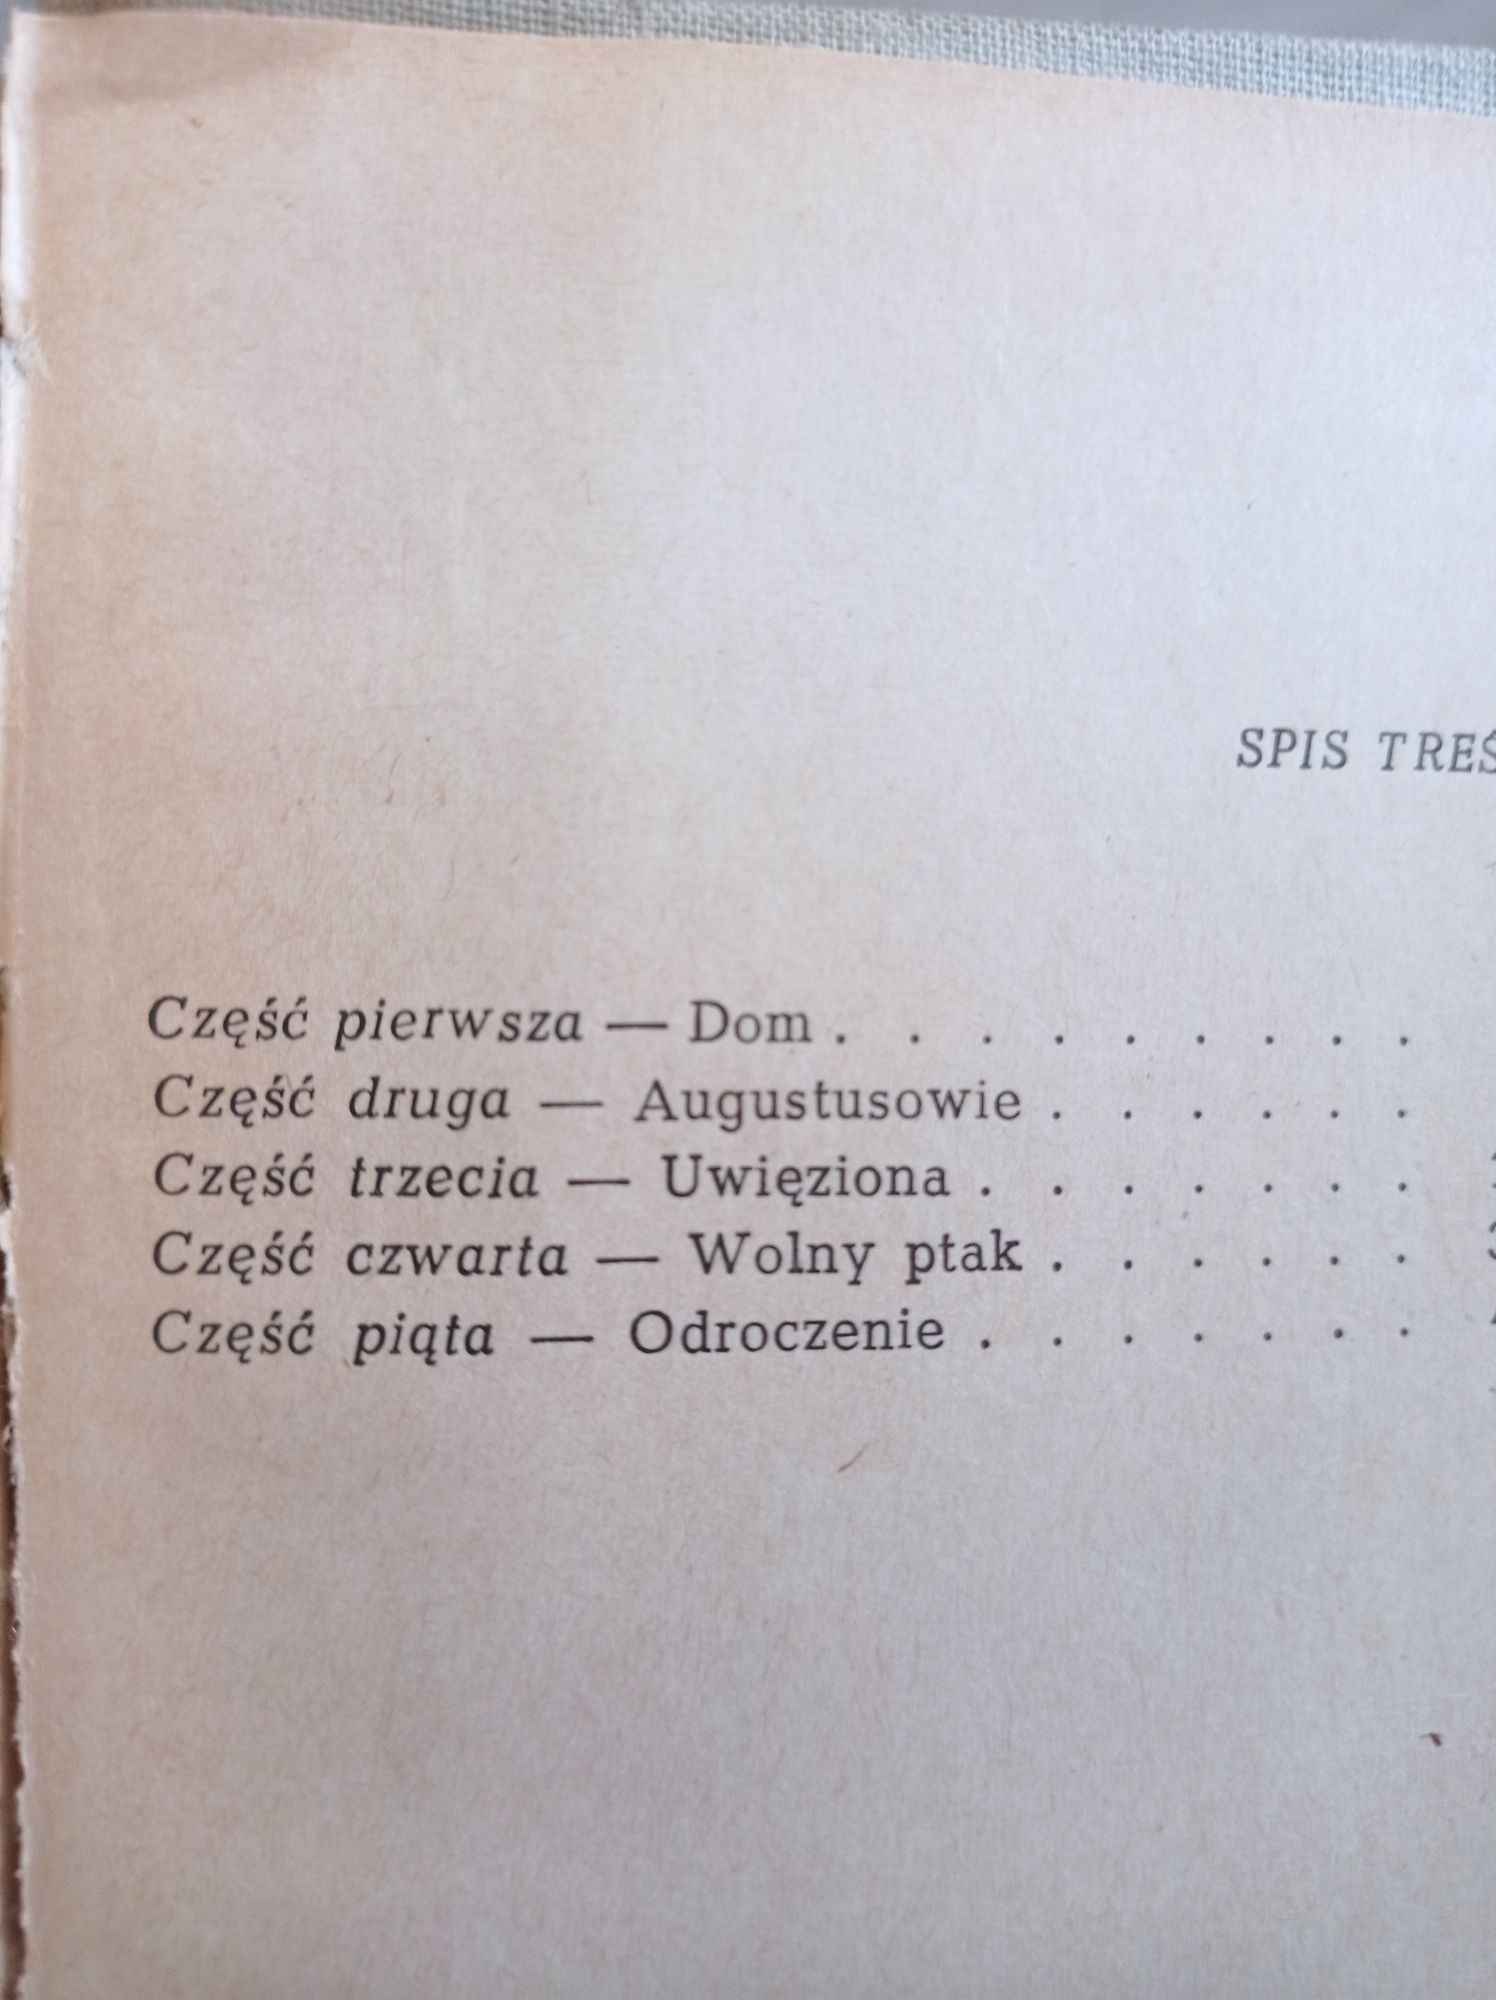 SPIS TREŚ
Część pierwsza — Dom . . . . . . . . .
Część druga — Augustusowie . . . . . .
Część trzecia — Uwięziona . . . . . . .
Część czwarta — Wolny ptak . . . . . .
Część piąta — Odroczenie . . . . . . .